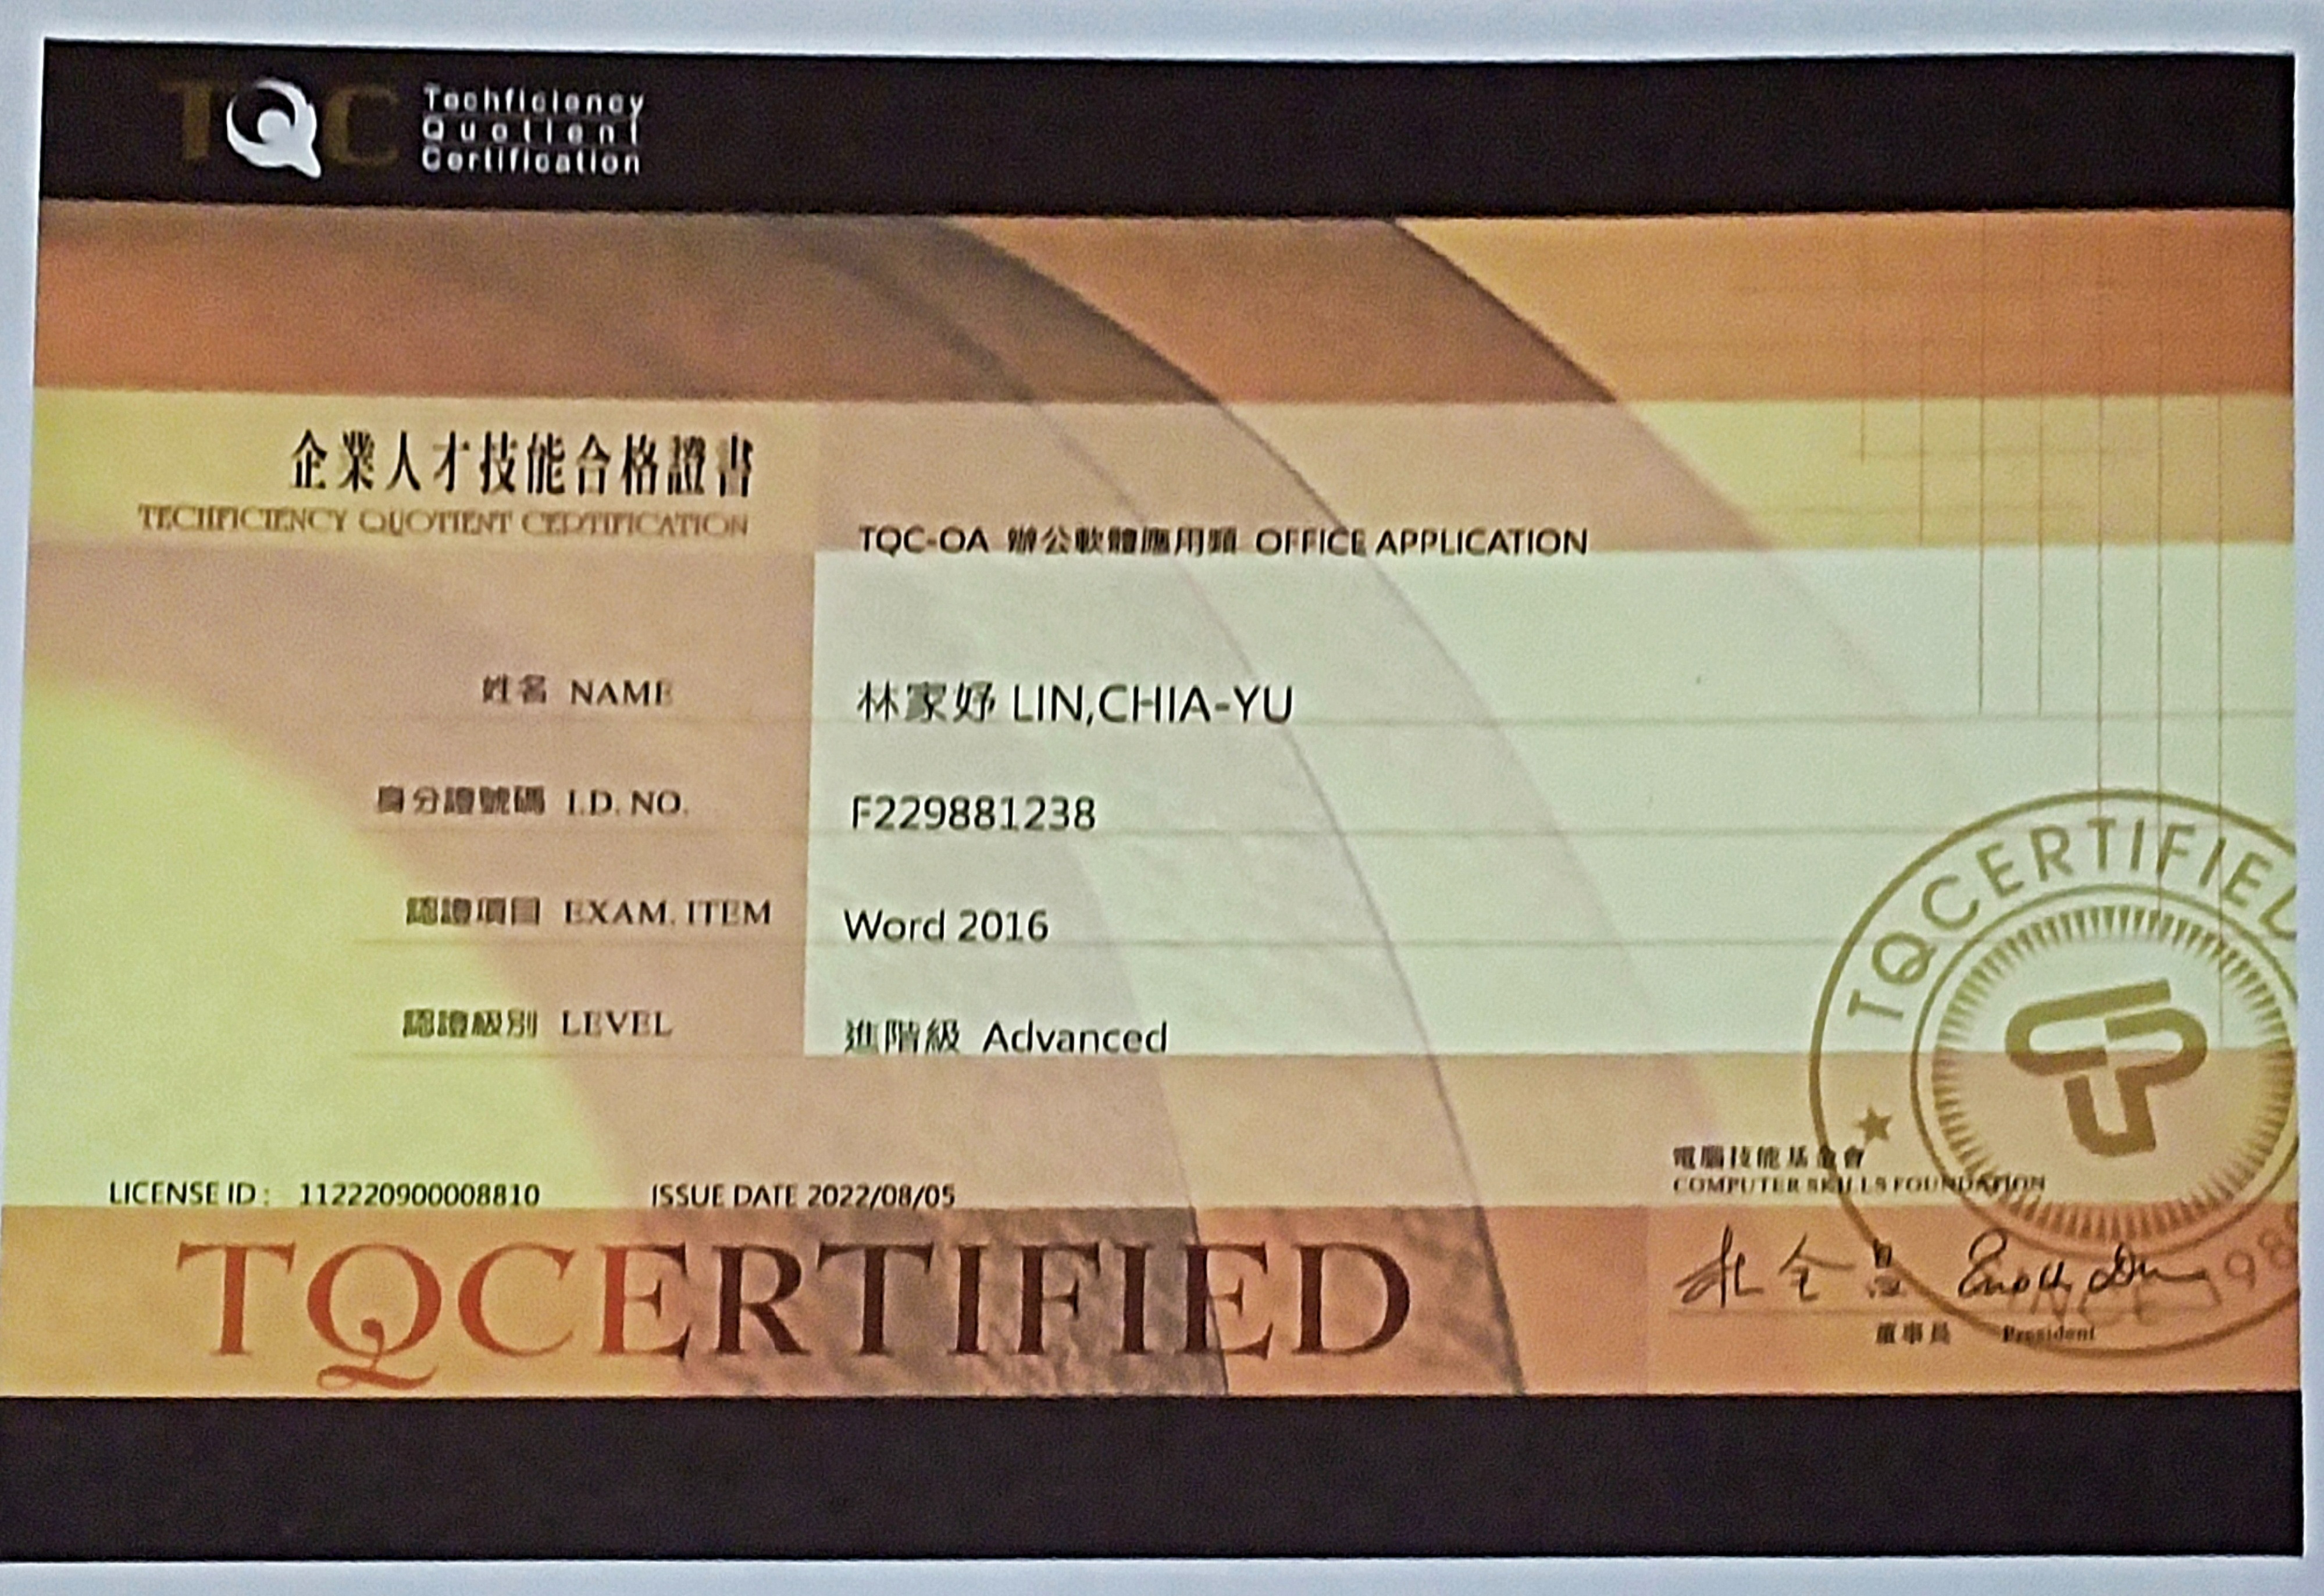 TQC
Techficiency
Quotient
Certification
企業人才技能合格證書
TECHFICIENCY QUOTIENT CERTIFICATION
TQC-OA 辦公軟體應用類 OFFICE APPLICATION
姓名 NAME 林家妤 LIN,CHIA-YU
身分證號碼 I.D. NO. F229881238
認證項目 EXAM. ITEM Word 2016
認證級別 LEVEL 進階級 Advanced
TQCERTIFIED
電腦技能基金會
COMPUTER SKILLS FOUNDATION
LICENSE ID : 112220900008810 ISSUE DATE 2022/08/05
TQCERTIFIED
董事長 President